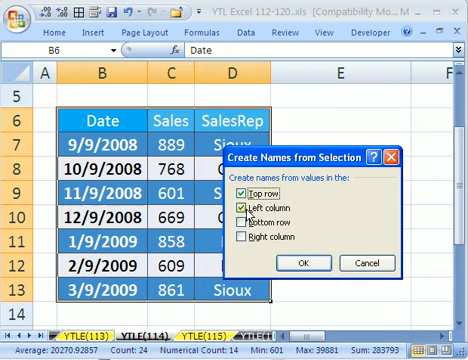 YTL Excel 112-120...xls [Compatibility Mo...
Home Insert Page Layout Formulas Data Review View Developer
B6 fx Date
A B C D E F
5
6 Date Sales SalesRep
7 9/9/2008 889 Sioux
8 10/9/2008 768
9 11/9/2008 601
10 12/9/2008 669
11 1/9/2009 858
12 2/9/2009 609
13 3/9/2009 861 Sioux
14
Create Names from Selection
Create names from values in the:
Top row
Left column
Bottom row
Right column
OK Cancel
YTLE(113) YTLE(114) YTLE(115) YTLE(1
Average: 20270.92857 Count: 24 Numerical Count: 14 Min: 601 Max: 39881 Sum: 283793